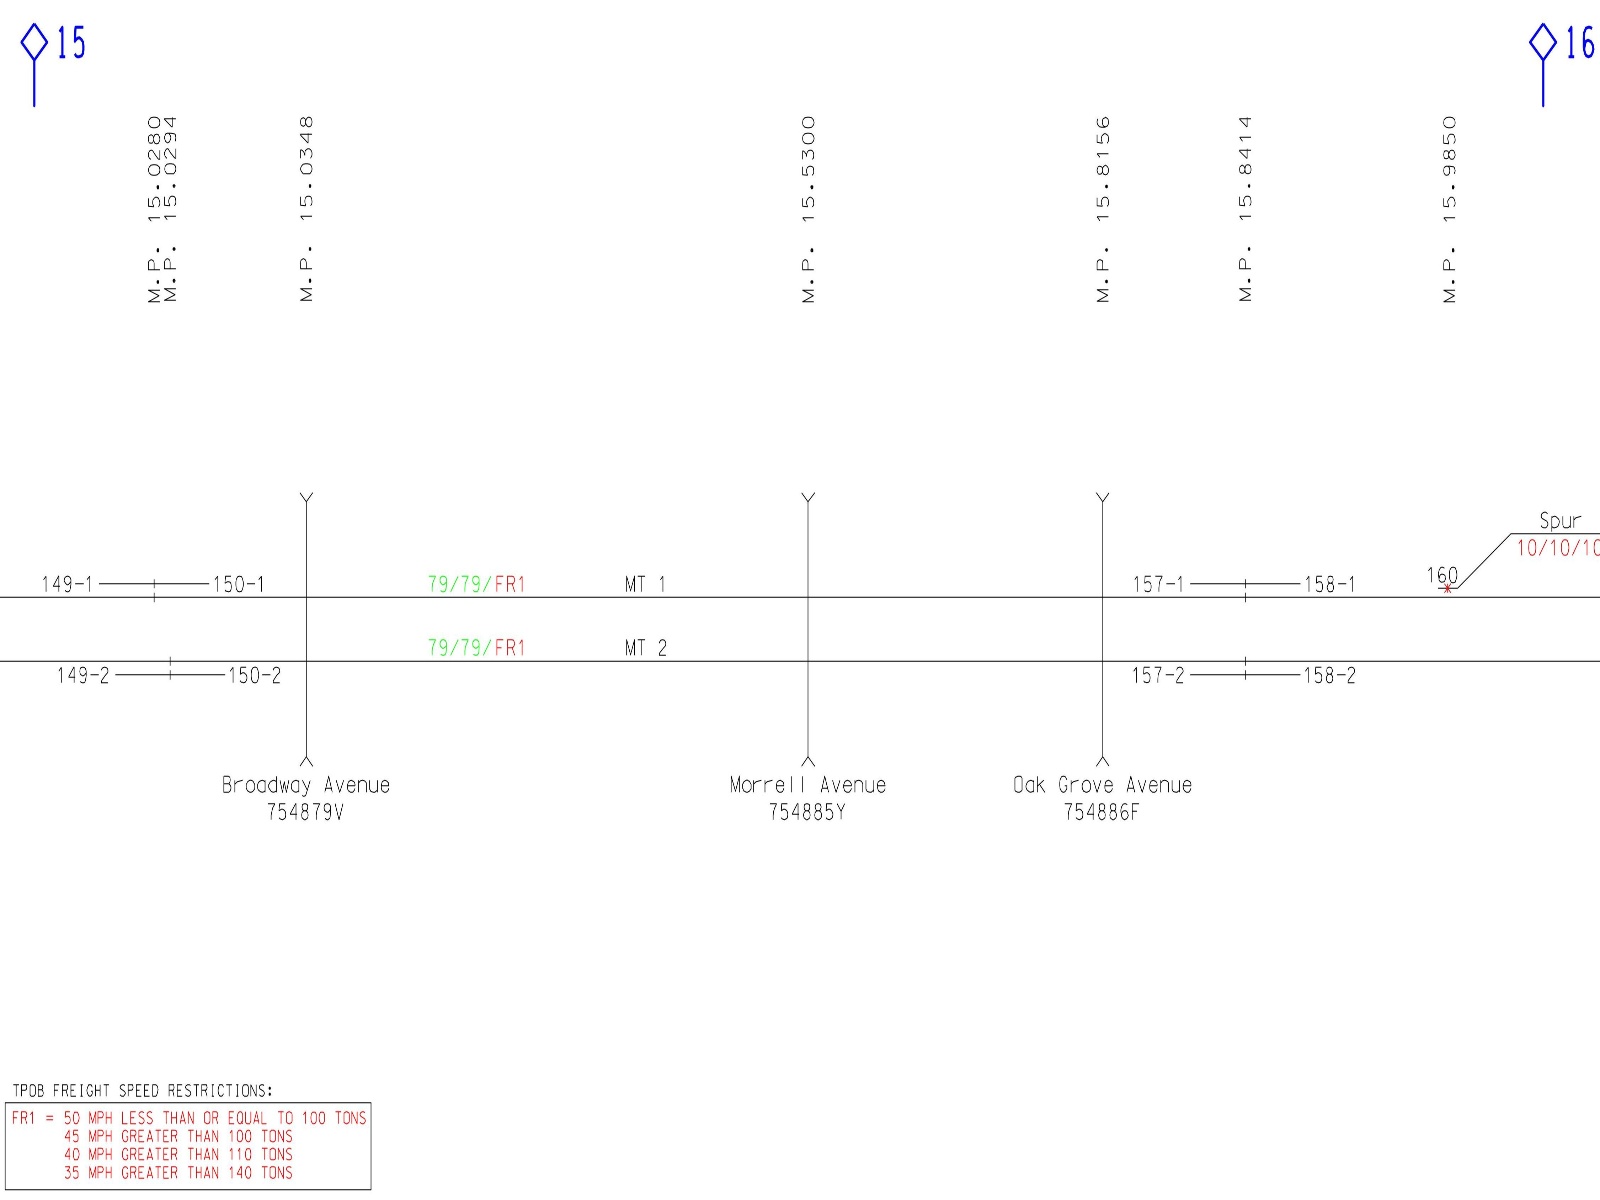 15
16
M.P. 15.0280
M.P. 15.0294
M.P. 15.0348
M.P. 15.5300
M.P. 15.8156
M.P. 15.8414
M.P. 15.9850
Spur
10/10/10
160
149-1
150-1
79/79/FR1
MT 1
157-1
158-1
79/79/FR1
MT 2
149-2
150-2
157-2
158-2
Broadway Avenue
754879V
Morrell Avenue
754885Y
Oak Grove Avenue
754886F
TPOB FREIGHT SPEED RESTRICTIONS:
FR1 = 50 MPH LESS THAN OR EQUAL TO 100 TONS
45 MPH GREATER THAN 100 TONS
40 MPH GREATER THAN 110 TONS
35 MPH GREATER THAN 140 TONS